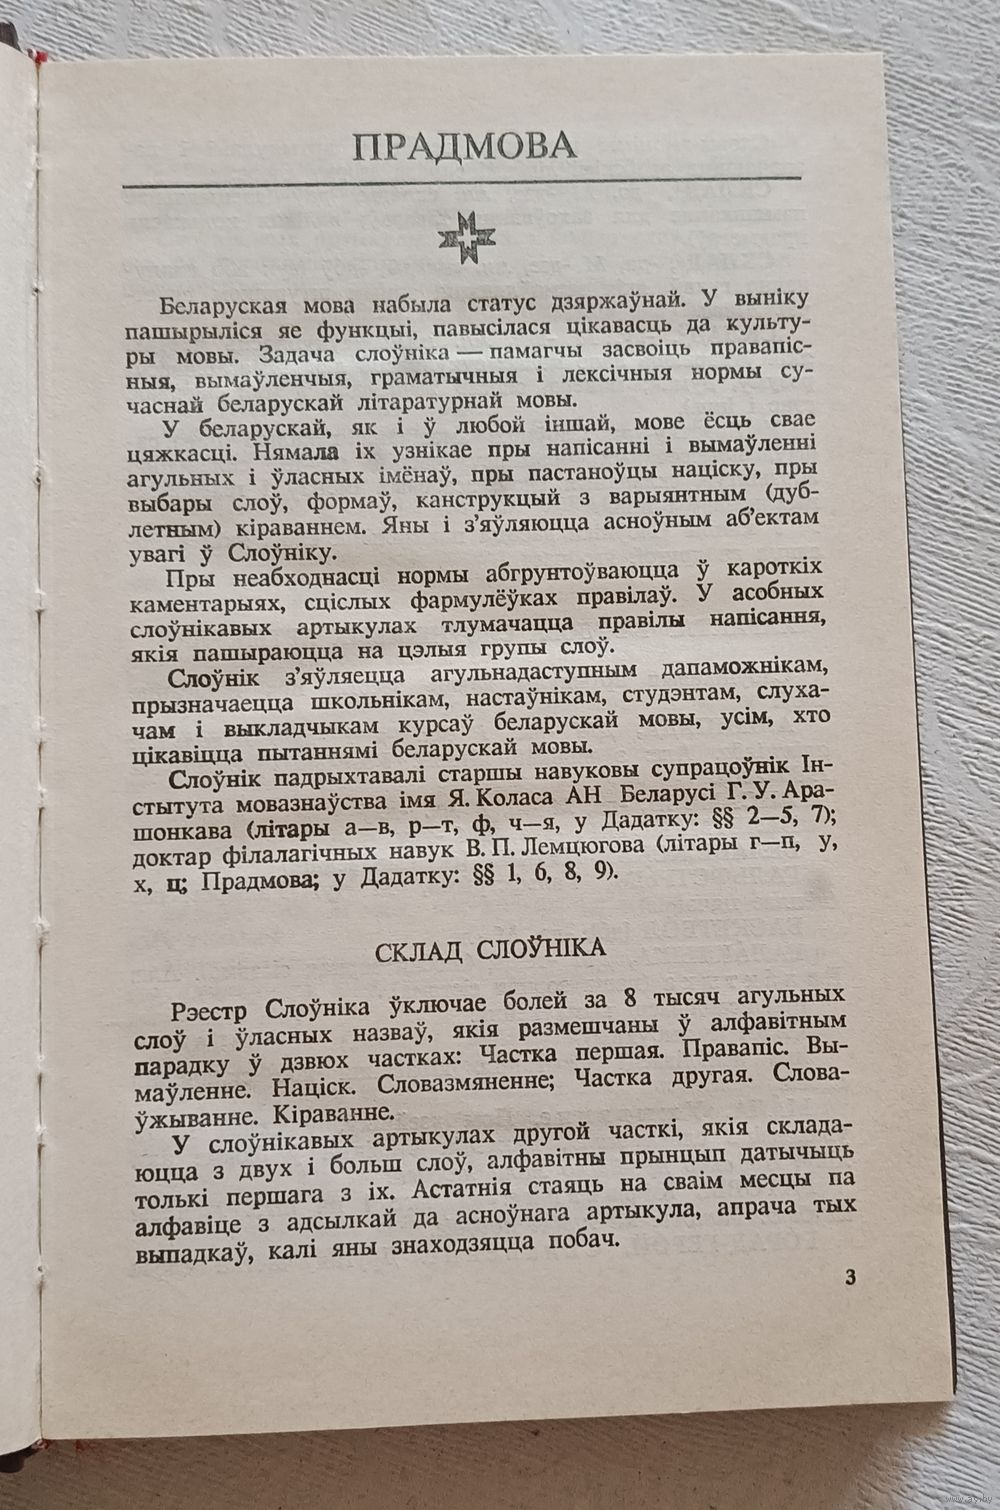 ПРАДМОВА
Беларуская мова набыла статус дзяржаўнай. У выніку
пашырыліся яе функцыі, павысілася цікавасць да культу-
ры мовы. Задача слоўніка — памагчы засвоіць правапіс-
ныя, вымаўленчыя, граматычныя і лексічныя нормы су-
часнай беларускай літаратурнай мовы.
У беларускай, як і ў любой іншай, мове ёсць свае
цяжкасці. Нямала іх узнікае пры напісанні і вымаўленні
агульных і ўласных імёнаў, пры пастаноўцы націску, пры
выбары слоў, формаў, канструкцый з варыянтным (дуб-
летным) кіраваннем. Яны і з’яўляюцца асноўным аб’ектам
увагі ў Слоўніку.
Пры неабходнасці нормы абгрунтоўваюцца ў кароткіх
каментарыях, сціслых фармулёўках правілаў. У асобных
слоўнікавых артыкулах тлумачацца правілы напісання,
якія пашыраюцца на цэлыя групы слоў.
Слоўнік з’яўляецца агульнадаступным дапаможнікам,
прызначаецца школьнікам, настаўнікам, студэнтам, слуха-
чам і выкладчыкам курсаў беларускай мовы, усім, хто
цікавіцца пытаннямі беларускай мовы.
Слоўнік падрыхтавалі старшы навуковы супрацоўнік Ін-
стытута мовазнаўства імя Я. Коласа АН Беларусі Г. У. Ара-
шонкава (літары а—в, р—т, ф, ч—я, у Дадатку: §§ 2—5, 7);
доктар філалагічных навук В. П. Лемцюгова (літары г—п, у,
х, ц; Прадмова; у Дадатку: §§ 1, 6, 8, 9).
СКЛАД СЛОЎНІКА
Рэестр Слоўніка ўключае болей за 8 тысяч агульных
слоў і ўласных назваў, якія размешчаны ў алфавітным
парадку ў дзвюх частках: Частка першая. Правапіс. Вы-
маўленне. Націск. Словазмяненне; Частка другая. Слова-
ўжыванне. Кіраванне.
У слоўнікавых артыкулах другой часткі, якія склада-
юцца з двух і больш слоў, алфавітны прынцып датычыць
толькі першага з іх. Астатнія стаяць на сваім месцы па
алфавіце з адсылкай да асноўнага артыкула, апрача тых
выпадкаў, калі яны знаходзяцца побач.
3
www.ay.by